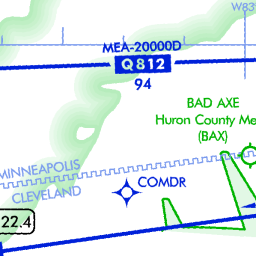 W83
MEA-20000D
Q812
94
BAD AXE
Huron County Me
(BAX)
MINNEAPOLIS
CLEVELAND
COMDR
22.4